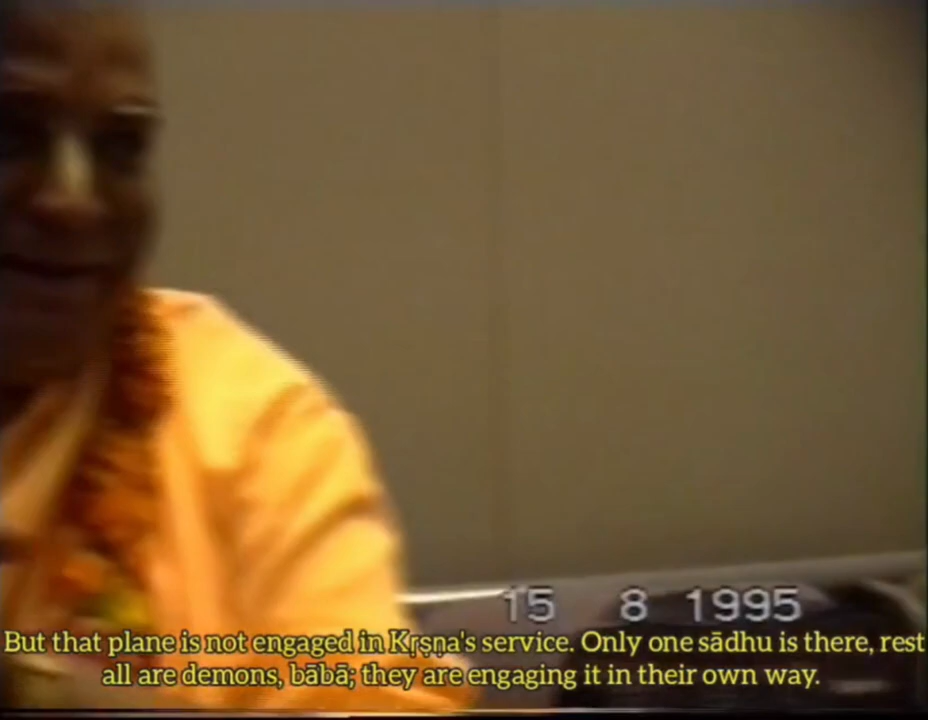 15 8 1995
But that plane is not engaged in Kṛṣṇa's service. Only one sādhu is there, rest
all are demons, bābā; they are engaging it in their own way.